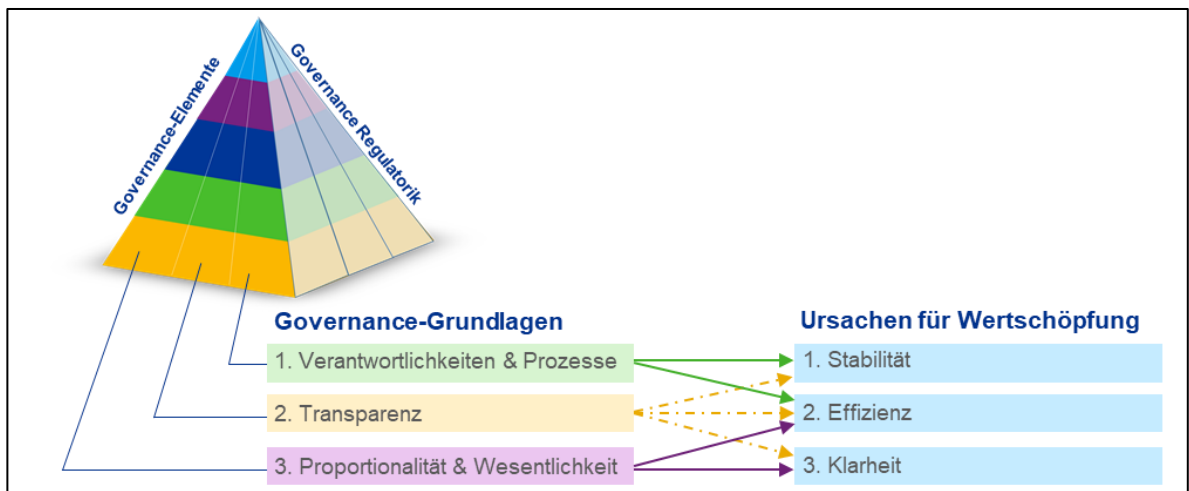 Governance-Elemente
Governance Regulatorik
Governance-Grundlagen
Ursachen für Wertschöpfung
1. Verantwortlichkeiten & Prozesse
1. Stabilität
2. Transparenz
2. Effizienz
3. Proportionalität & Wesentlichkeit
3. Klarheit